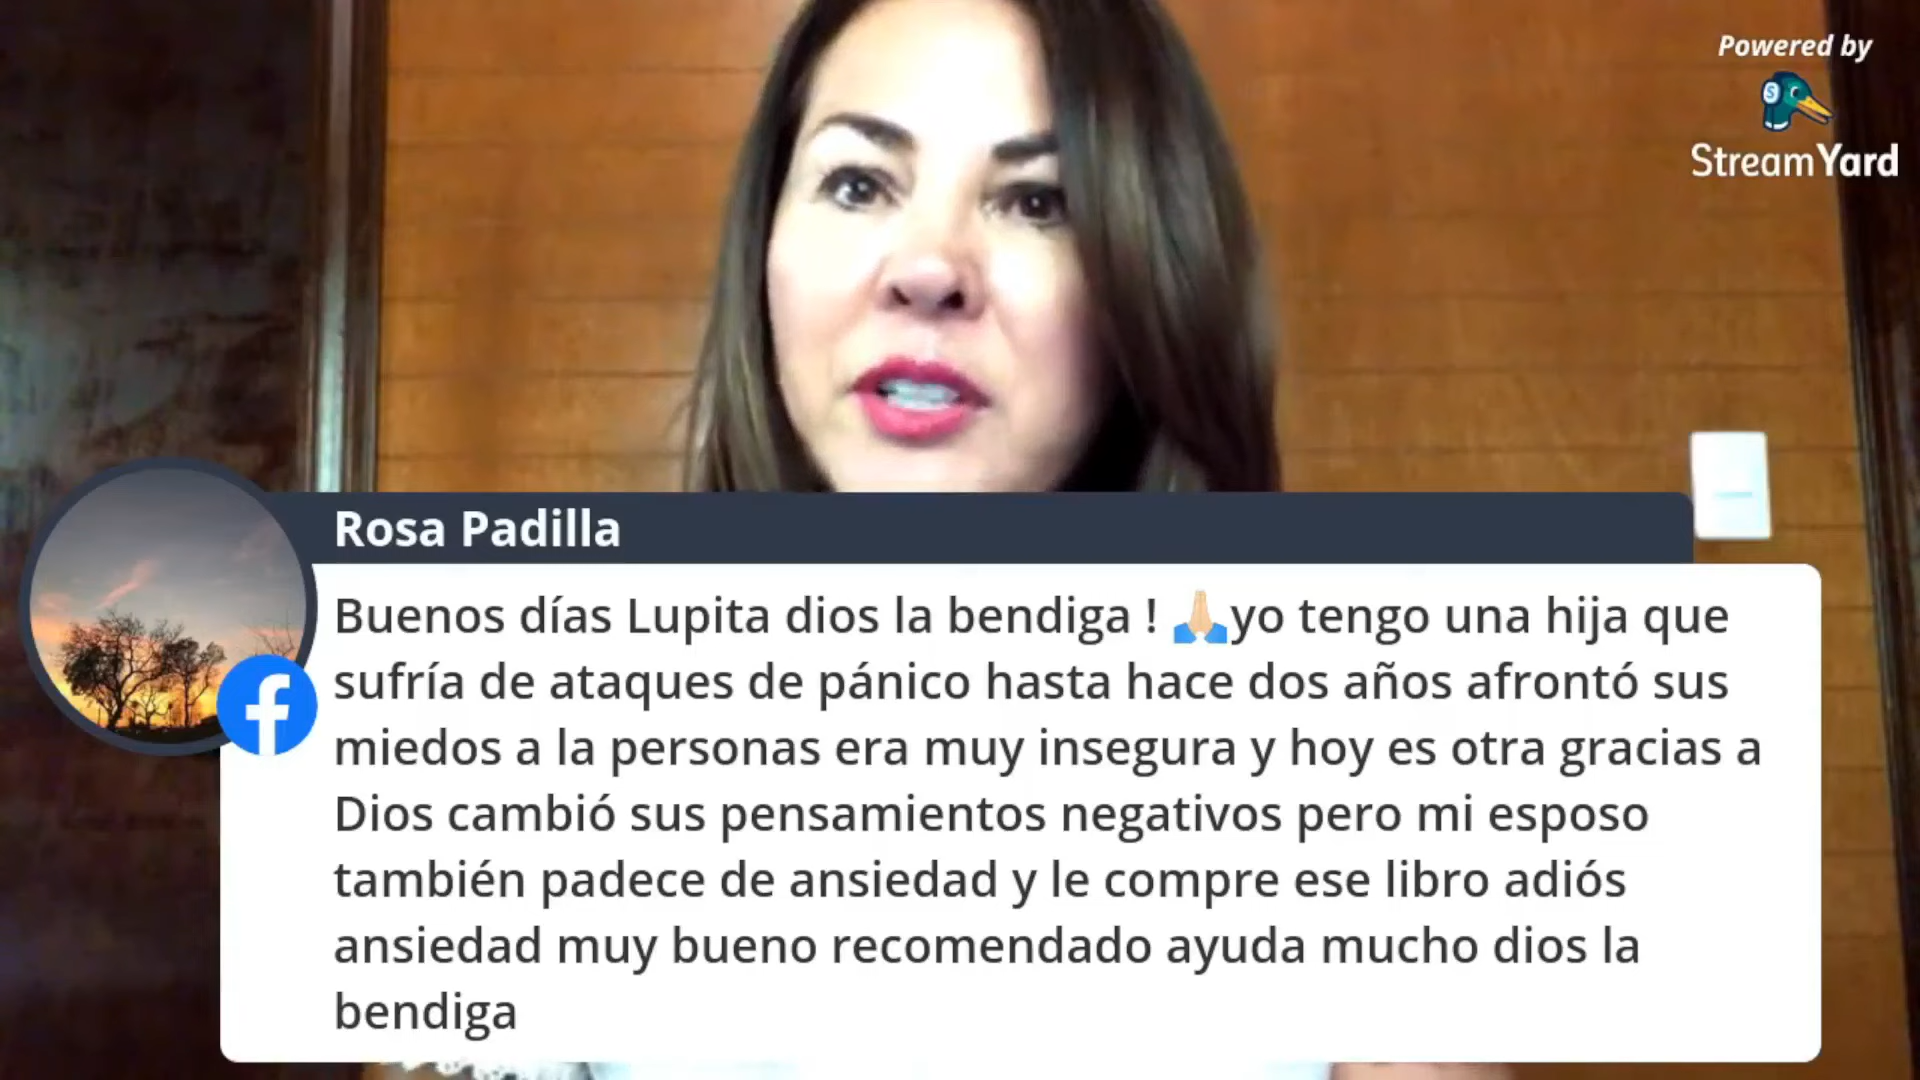 Powered by
StreamYard
Rosa Padilla
Buenos días Lupita dios la bendiga ! 🙏🏼yo tengo una hija que
sufría de ataques de pánico hasta hace dos años afrontó sus
miedos a la personas era muy insegura y hoy es otra gracias a
Dios cambió sus pensamientos negativos pero mi esposo
también padece de ansiedad y le compre ese libro adiós
ansiedad muy bueno recomendado ayuda mucho dios la
bendiga